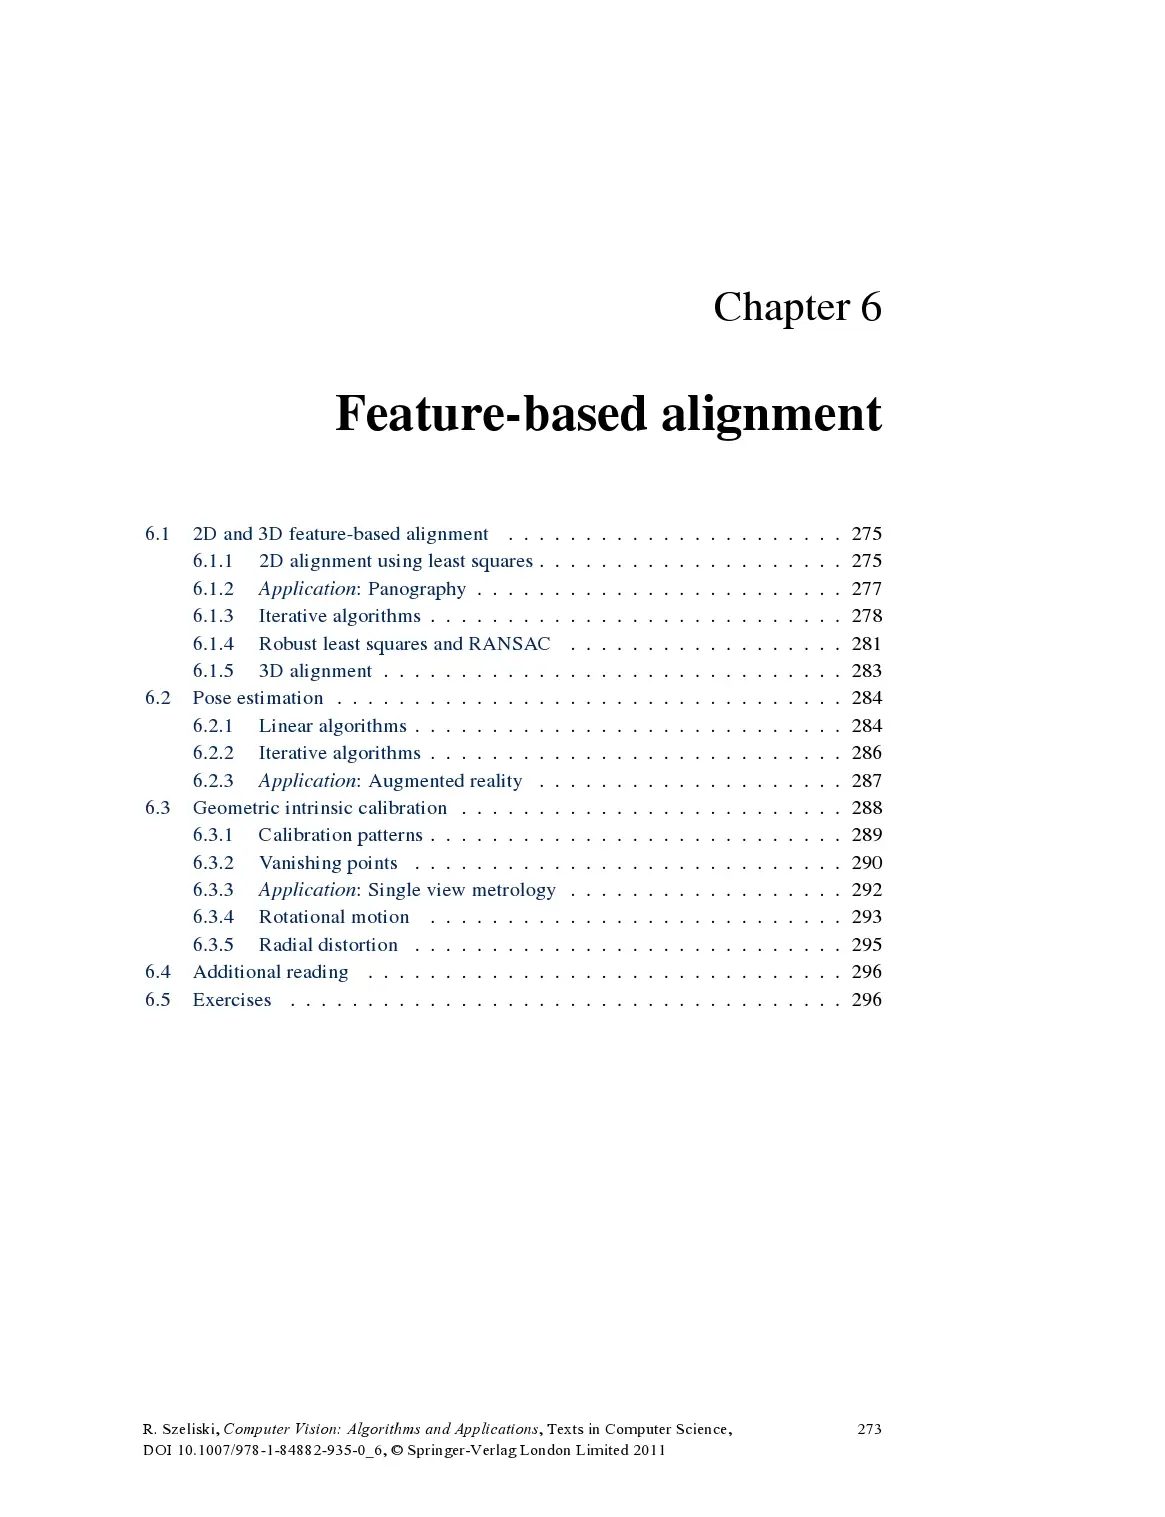 Chapter 6
Feature-based alignment
6.1 2D and 3D feature-based alignment . . . . . . . . . . . . . . . . . . . . . . 275
6.1.1 2D alignment using least squares . . . . . . . . . . . . . . . . . . . . 275
6.1.2 Application: Panography . . . . . . . . . . . . . . . . . . . . . . . . 277
6.1.3 Iterative algorithms . . . . . . . . . . . . . . . . . . . . . . . . . . . 278
6.1.4 Robust least squares and RANSAC . . . . . . . . . . . . . . . . . . 281
6.1.5 3D alignment . . . . . . . . . . . . . . . . . . . . . . . . . . . . . . 283
6.2 Pose estimation . . . . . . . . . . . . . . . . . . . . . . . . . . . . . . . . . 284
6.2.1 Linear algorithms . . . . . . . . . . . . . . . . . . . . . . . . . . . . 284
6.2.2 Iterative algorithms . . . . . . . . . . . . . . . . . . . . . . . . . . . 286
6.2.3 Application: Augmented reality . . . . . . . . . . . . . . . . . . . . 287
6.3 Geometric intrinsic calibration . . . . . . . . . . . . . . . . . . . . . . . . . 288
6.3.1 Calibration patterns . . . . . . . . . . . . . . . . . . . . . . . . . . . 289
6.3.2 Vanishing points . . . . . . . . . . . . . . . . . . . . . . . . . . . . 290
6.3.3 Application: Single view metrology . . . . . . . . . . . . . . . . . . 292
6.3.4 Rotational motion . . . . . . . . . . . . . . . . . . . . . . . . . . . 293
6.3.5 Radial distortion . . . . . . . . . . . . . . . . . . . . . . . . . . . . 295
6.4 Additional reading . . . . . . . . . . . . . . . . . . . . . . . . . . . . . . . 296
6.5 Exercises . . . . . . . . . . . . . . . . . . . . . . . . . . . . . . . . . . . . 296
R. Szeliski, Computer Vision: Algorithms and Applications, Texts in Computer Science, 273
DOI 10.1007/978-1-84882-935-0_6, © Springer-Verlag London Limited 2011